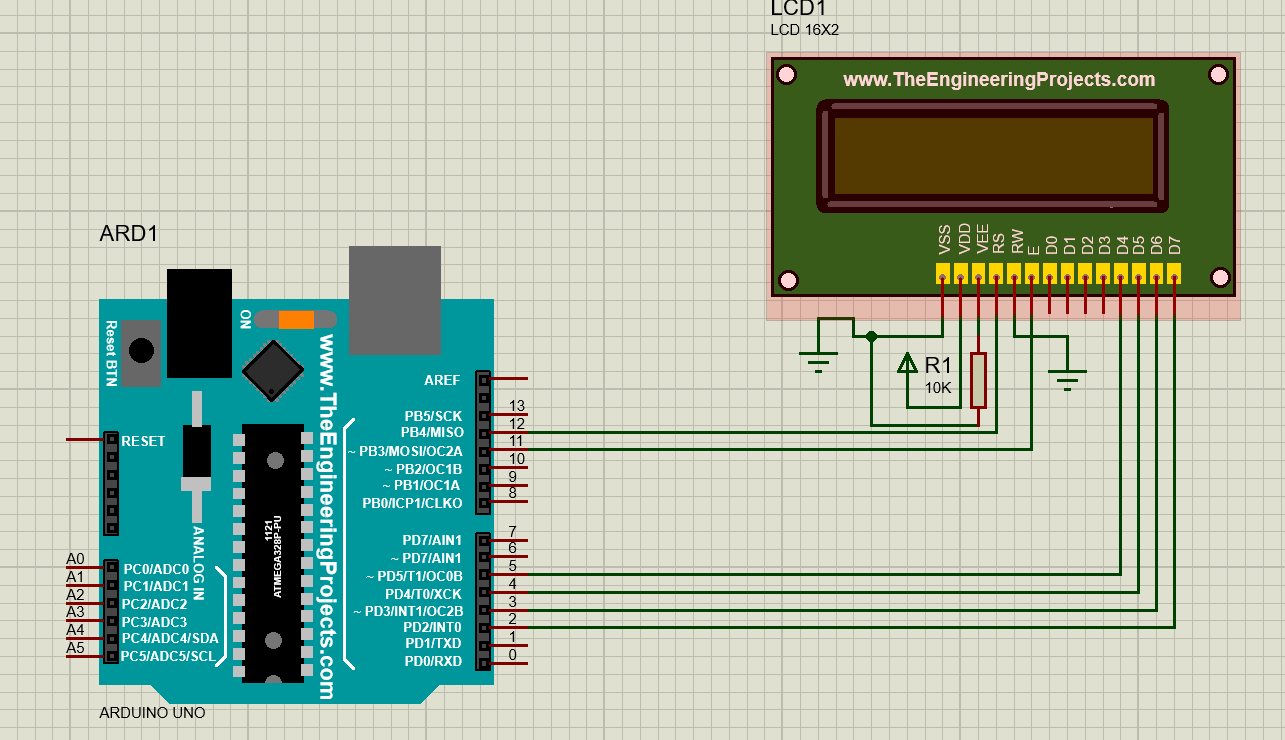 LCD1
LCD 16X2
www.TheEngineeringProjects.com
VSS
VDD
VEE
RS
RW
E
D0
D1
D2
D3
D4
D5
D6
D7
R1
10K
ARD1
Reset BTN
ON
www.TheEngineeringProjects.com
1121
ATMEGA328P-PU
ANALOG IN
RESET
A0 PC0/ADC0
A1 PC1/ADC1
A2 PC2/ADC2
A3 PC3/ADC3
A4 PC4/ADC4/SDA
A5 PC5/ADC5/SCL
AREF
PB5/SCK 13
PB4/MISO 12
~ PB3/MOSI/OC2A 11
~ PB2/OC1B 10
~ PB1/OC1A 9
PB0/ICP1/CLKO 8
PD7/AIN1 7
~ PD7/AIN1 6
~ PD5/T1/OC0B 5
PD4/T0/XCK 4
~ PD3/INT1/OC2B 3
PD2/INT0 2
PD1/TXD 1
PD0/RXD 0
ARDUINO UNO